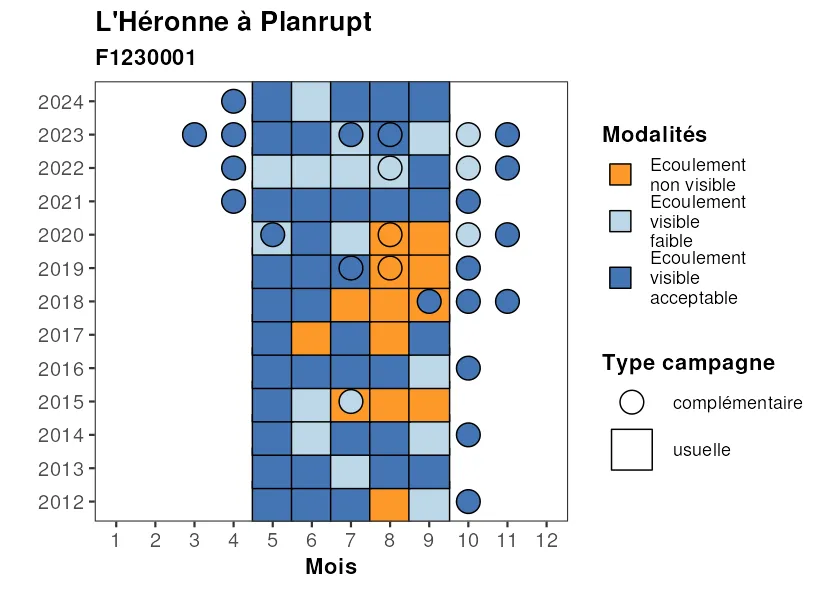 L'Héronne à Planrupt
F1230001
2024
2023
2022
2021
2020
2019
2018
2017
2016
2015
2014
2013
2012
1 2 3 4 5 6 7 8 9 10 11 12
Mois
Modalités
Ecoulement
non visible
Ecoulement
visible
faible
Ecoulement
visible
acceptable
Type campagne
complémentaire
usuelle